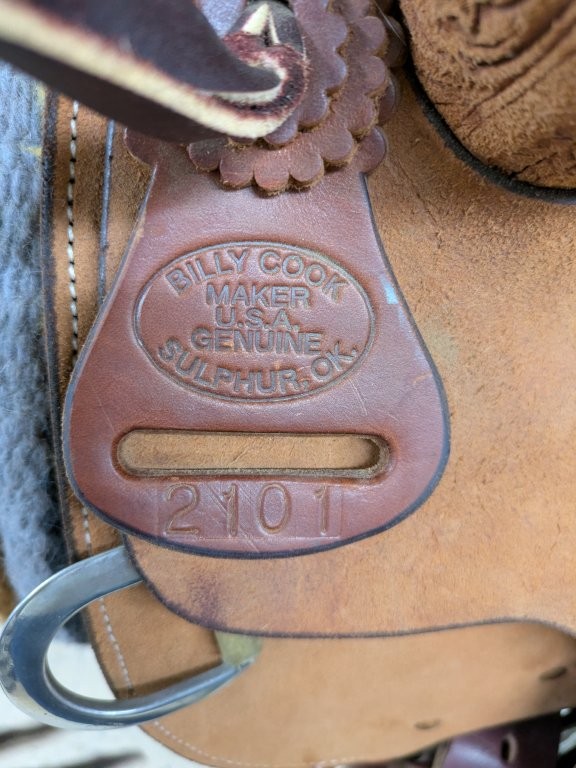 BILLY COOK
MAKER
U.S.A.
GENUINE
SULPHUR, OK.
2101